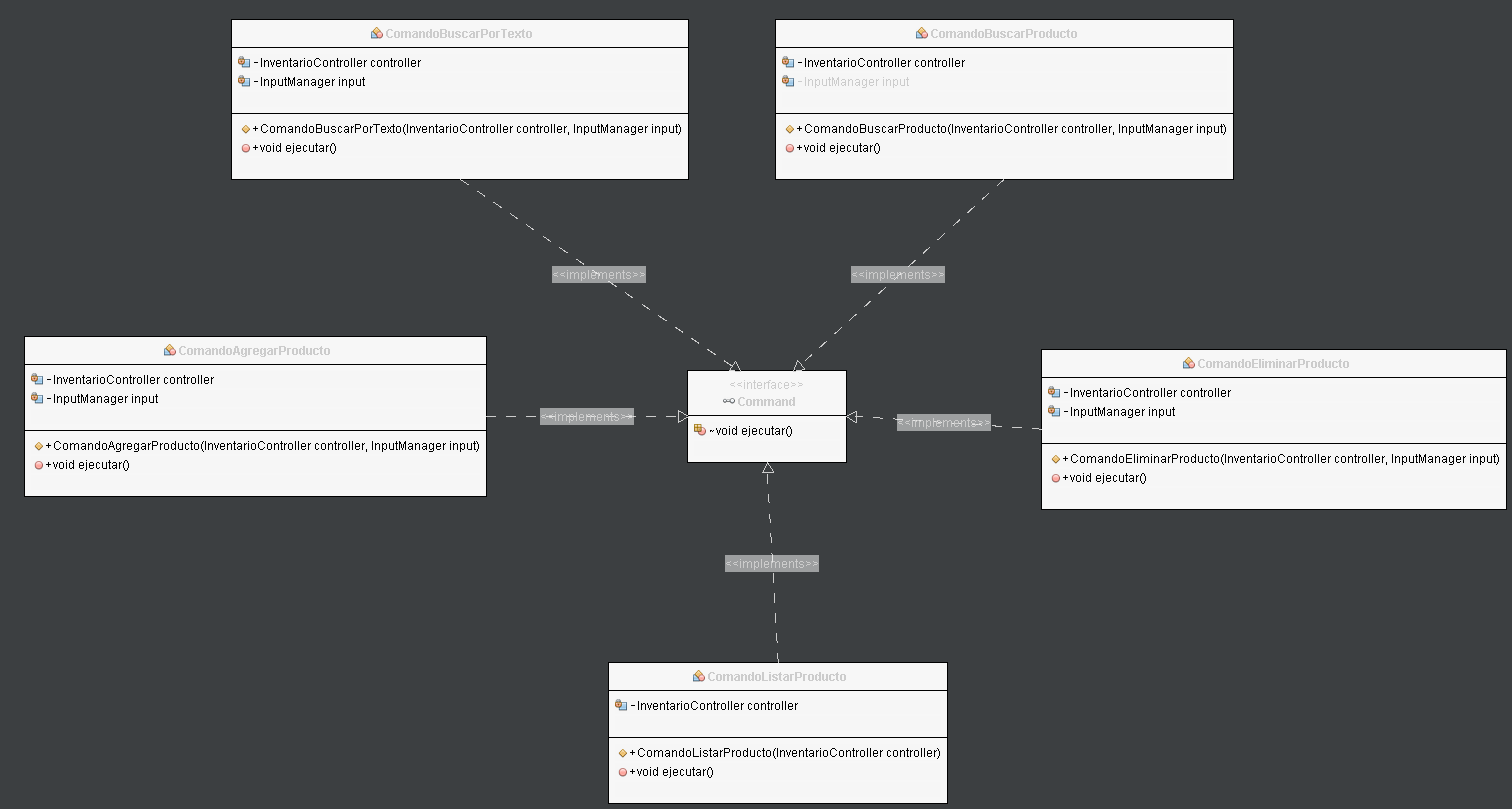 ComandoBuscarPorTexto
-InventarioController controller
-InputManager input
+ComandoBuscarPorTexto(InventarioController controller, InputManager input)
+void ejecutar()
ComandoBuscarProducto
-InventarioController controller
-InputManager input
+ComandoBuscarProducto(InventarioController controller, InputManager input)
+void ejecutar()
<<implements>>
<<implements>>
ComandoAgregarProducto
-InventarioController controller
-InputManager input
+ComandoAgregarProducto(InventarioController controller, InputManager input)
+void ejecutar()
<<implements>>
<<interface>>
Command
~void ejecutar()
<<implements>>
ComandoEliminarProducto
-InventarioController controller
-InputManager input
+ComandoEliminarProducto(InventarioController controller, InputManager input)
+void ejecutar()
<<implements>>
ComandoListarProducto
-InventarioController controller
+ComandoListarProducto(InventarioController controller)
+void ejecutar()